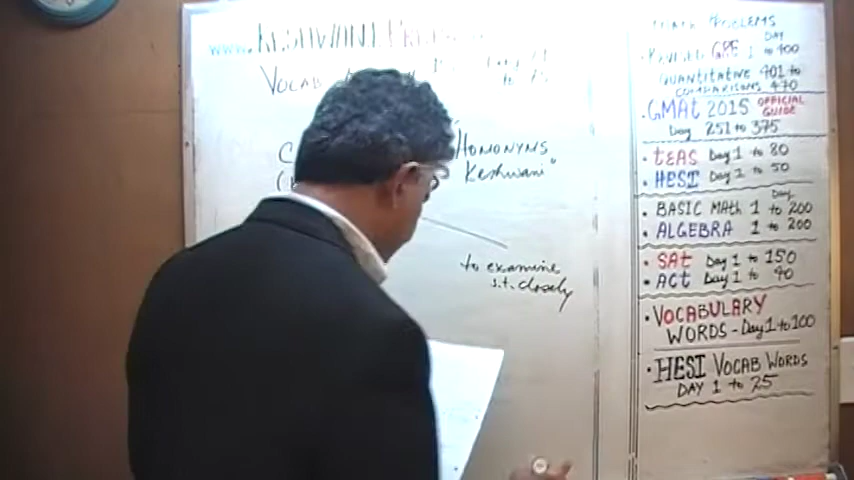 www.KESHWANI
VOCAB
to 25
HOMONYMS
Keshwani"
to examine
s.t. closely
PROBLEMS
DAY
REVISED GRE 1 to 400
QUANTITATIVE 401 to
COMPARISONS 470
• GMAT 2015 OFFICIAL GUIDE
Day 251 to 375
• TEAS Day 1 to 80
• HESI Day 1 to 50
Day
• BASIC MATH 1 to 200
• ALGEBRA 1 to 200
• SAT Day 1 to 150
• ACT Day 1 to 90
• VOCABULARY
WORDS - Day 1 to 100
• HESI VOCAB WORDS
DAY 1 to 25